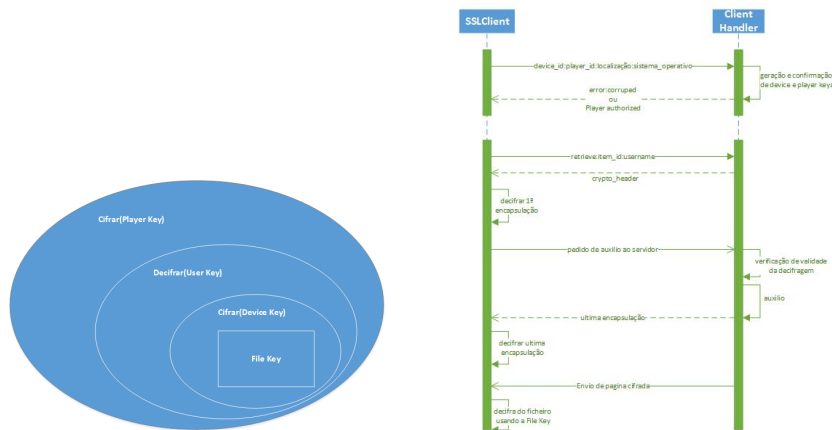 SSLClient
Client
Handler
device_id:player_id:localização:sistema_operativo
geração e confirmação
de device e player keys
error:corruped
ou
Player authorized
retrieve:item_id:username
crypto_header
decifrar 1ª
encapsulação
pedido de auxilio ao servidor
verificação de validade
da decifragem
auxilio
ultima encapsulação
decifrar ultima
encapsulação
Envio de pagina cifrada
decifra do ficheiro
usando a File Key
Cifrar(Player Key)
Decifrar(User Key)
Cifrar(Device Key)
File Key